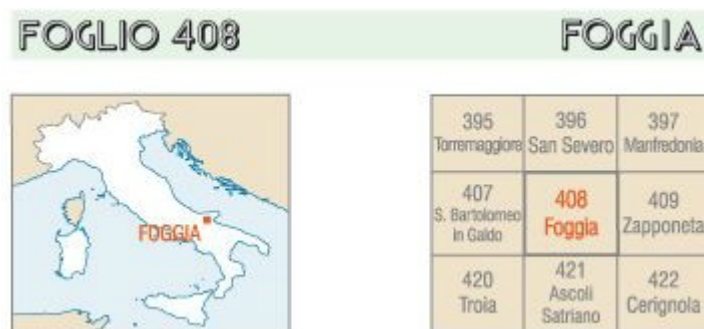 FOGLIO 408 FOGGIA
FOGGIA
395 396 397
Torremaggiore San Severo Manfredonia
407 408 409
S. Bartolomeo in Galdo Foggia Zapponeta
420 421 422
Troia Ascoli Satriano Cerignola